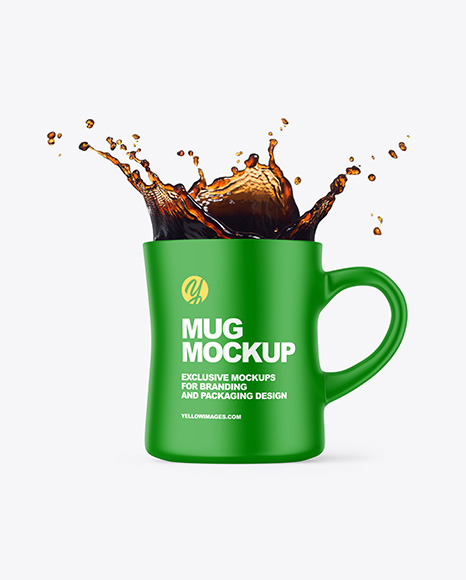 Y
MUG
MOCKUP
EXCLUSIVE MOCKUPS
FOR BRANDING
AND PACKAGING DESIGN
YELLOWIMAGES.COM